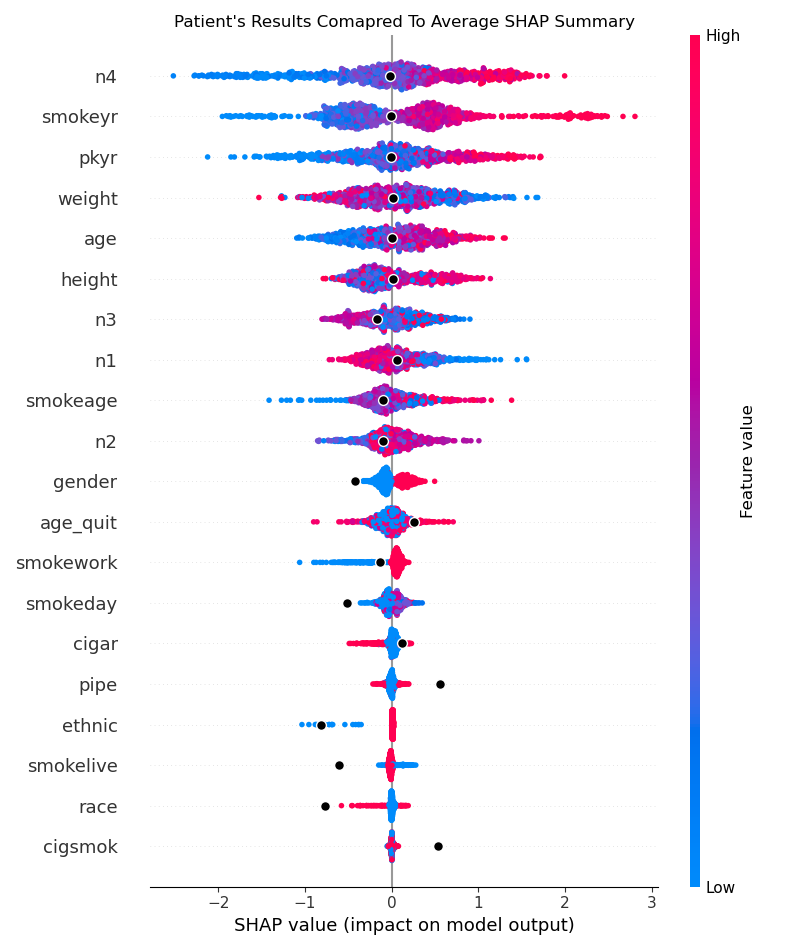 Patient's Results Comapred To Average SHAP Summary
High
n4
smokeyr
pkyr
weight
age
height
n3
n1
smokeage
n2
gender
age_quit
smokework
smokeday
cigar
pipe
ethnic
smokelive
race
cigsmok
Feature value
Low
−2 −1 0 1 2 3
SHAP value (impact on model output)